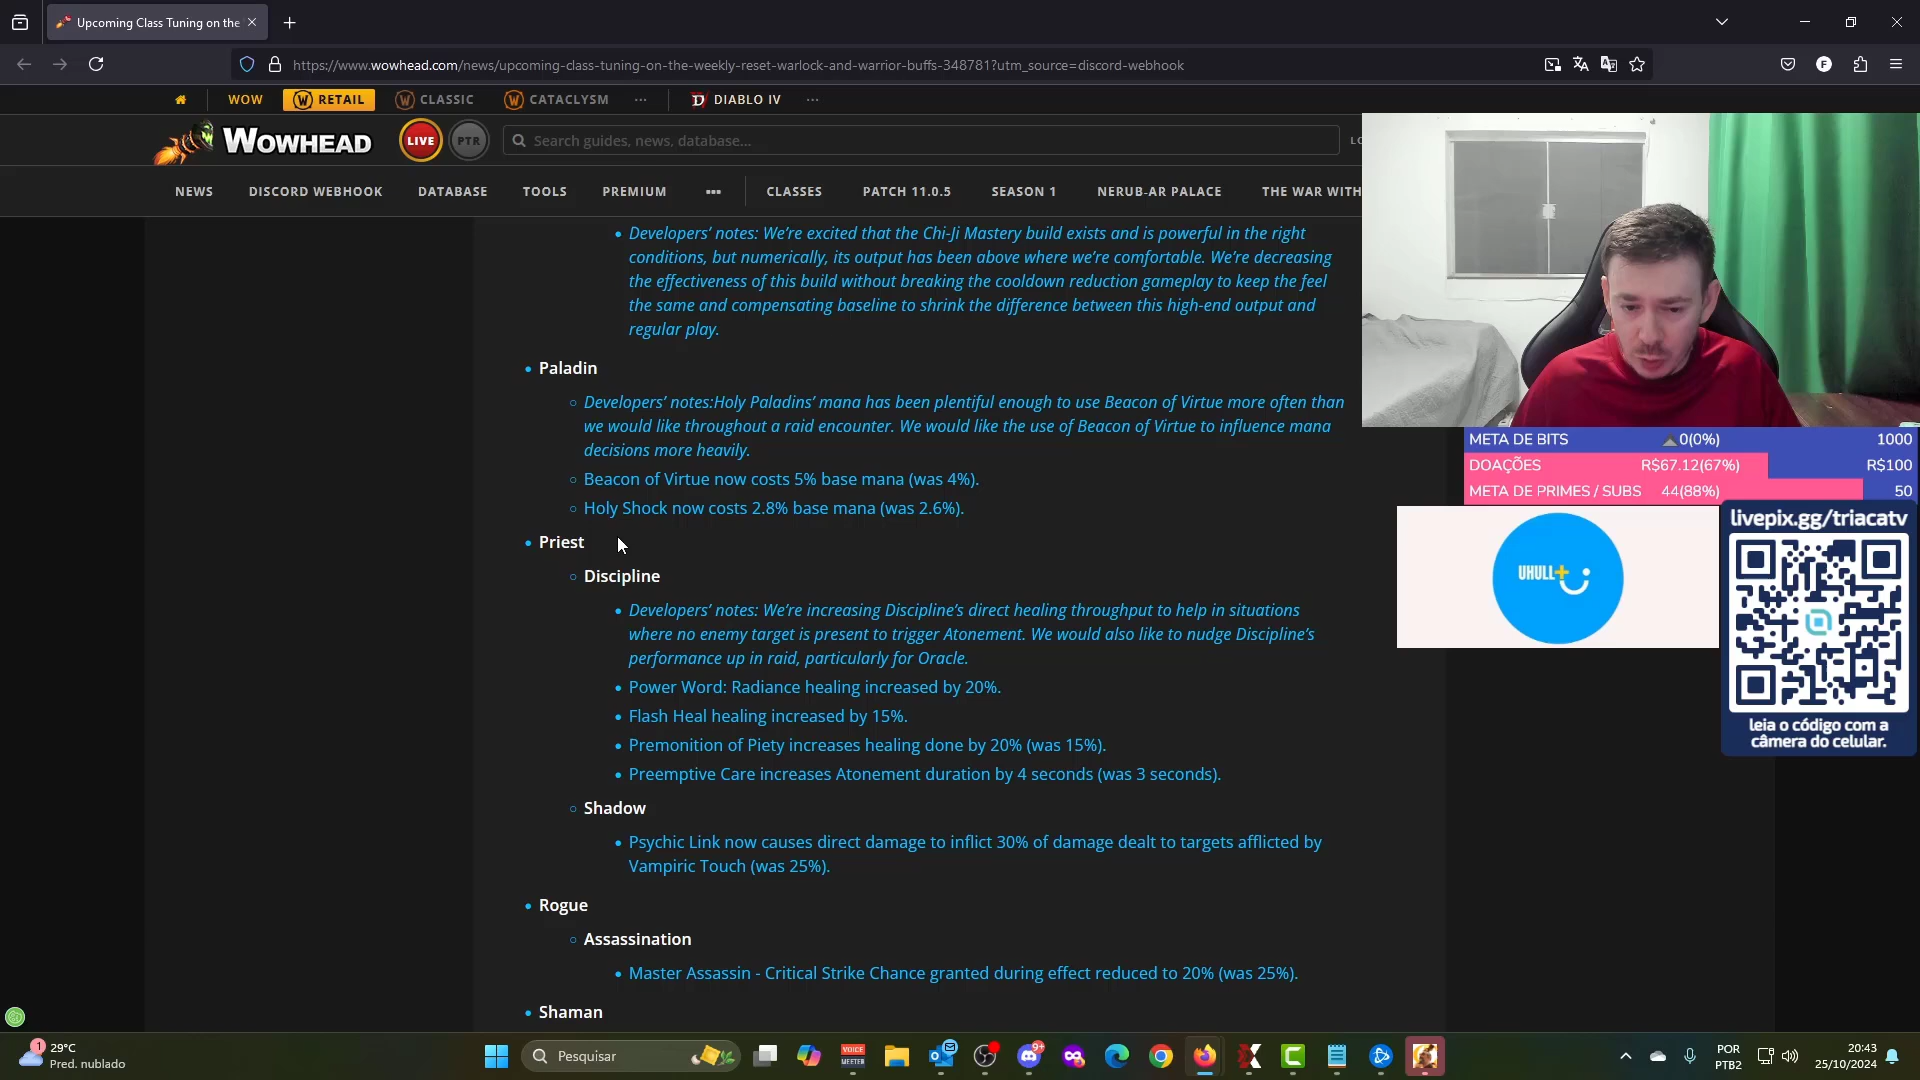 Upcoming Class Tuning on the
https://www.wowhead.com/news/upcoming-class-tuning-on-the-weekly-reset-warlock-and-warrior-buffs-348781?utm_source=discord-webhook
WOW
RETAIL
CLASSIC
CATACLYSM
DIABLO IV
WOWHEAD
LIVE
PTR
Search guides, news, database...
NEWS
DISCORD WEBHOOK
DATABASE
TOOLS
PREMIUM
CLASSES
PATCH 11.0.5
SEASON 1
NERUB-AR PALACE
THE WAR WITH
Developers' notes: We're excited that the Chi-Ji Mastery build exists and is powerful in the right
conditions, but numerically, its output has been above where we're comfortable. We're decreasing
the effectiveness of this build without breaking the cooldown reduction gameplay to keep the feel
the same and compensating baseline to shrink the difference between this high-end output and
regular play.
Paladin
Developers' notes:Holy Paladins' mana has been plentiful enough to use Beacon of Virtue more often than
we would like throughout a raid encounter. We would like the use of Beacon of Virtue to influence mana
decisions more heavily.
Beacon of Virtue now costs 5% base mana (was 4%).
Holy Shock now costs 2.8% base mana (was 2.6%).
Priest
Discipline
Developers' notes: We're increasing Discipline's direct healing throughput to help in situations
where no enemy target is present to trigger Atonement. We would also like to nudge Discipline's
performance up in raid, particularly for Oracle.
Power Word: Radiance healing increased by 20%.
Flash Heal healing increased by 15%.
Premonition of Piety increases healing done by 20% (was 15%).
Preemptive Care increases Atonement duration by 4 seconds (was 3 seconds).
Shadow
Psychic Link now causes direct damage to inflict 30% of damage dealt to targets afflicted by
Vampiric Touch (was 25%).
Rogue
Assassination
Master Assassin - Critical Strike Chance granted during effect reduced to 20% (was 25%).
Shaman
META DE BITS 0(0%) 1000
DOAÇÕES R$67.12(67%) R$100
META DE PRIMES / SUBS 44(88%) 50
UHULL+
livepix.gg/triacatv
leia o código com a
câmera do celular.
1
29°C
Pred. nublado
Pesquisar
VOICE
MEETER
9+
POR
PTB2
20:43
25/10/2024